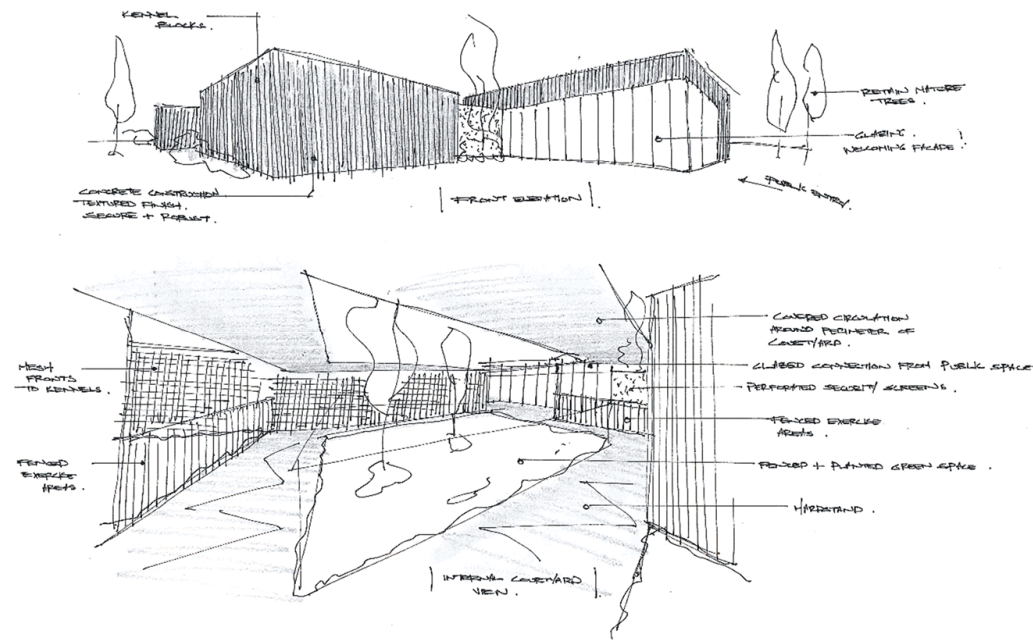 KENNEL
BLOCKS.
RETAIN MATURE
TREES.
GLAZING.
WELCOMING FACADE!
PUBLIC ENTRY.
CONCRETE CONSTRUCTION
TEXTURED FINISH.
SECURE + ROBUST.
FRONT ELEVATION.
COVERED CIRCULATION
AROUND PERIMETER OF
COURTYARD.
MESH
FRONTS
TO KENNELS.
GLAZED CONNECTION FROM PUBLIC SPACE
PERFORATED SECURITY SCREENS.
FENCED EXERCISE
AREAS.
FENCED
EXERCISE
AREAS.
FENCED + PLANTED GREEN SPACE.
HARDSTAND.
INTERNAL COURTYARD
VIEW.